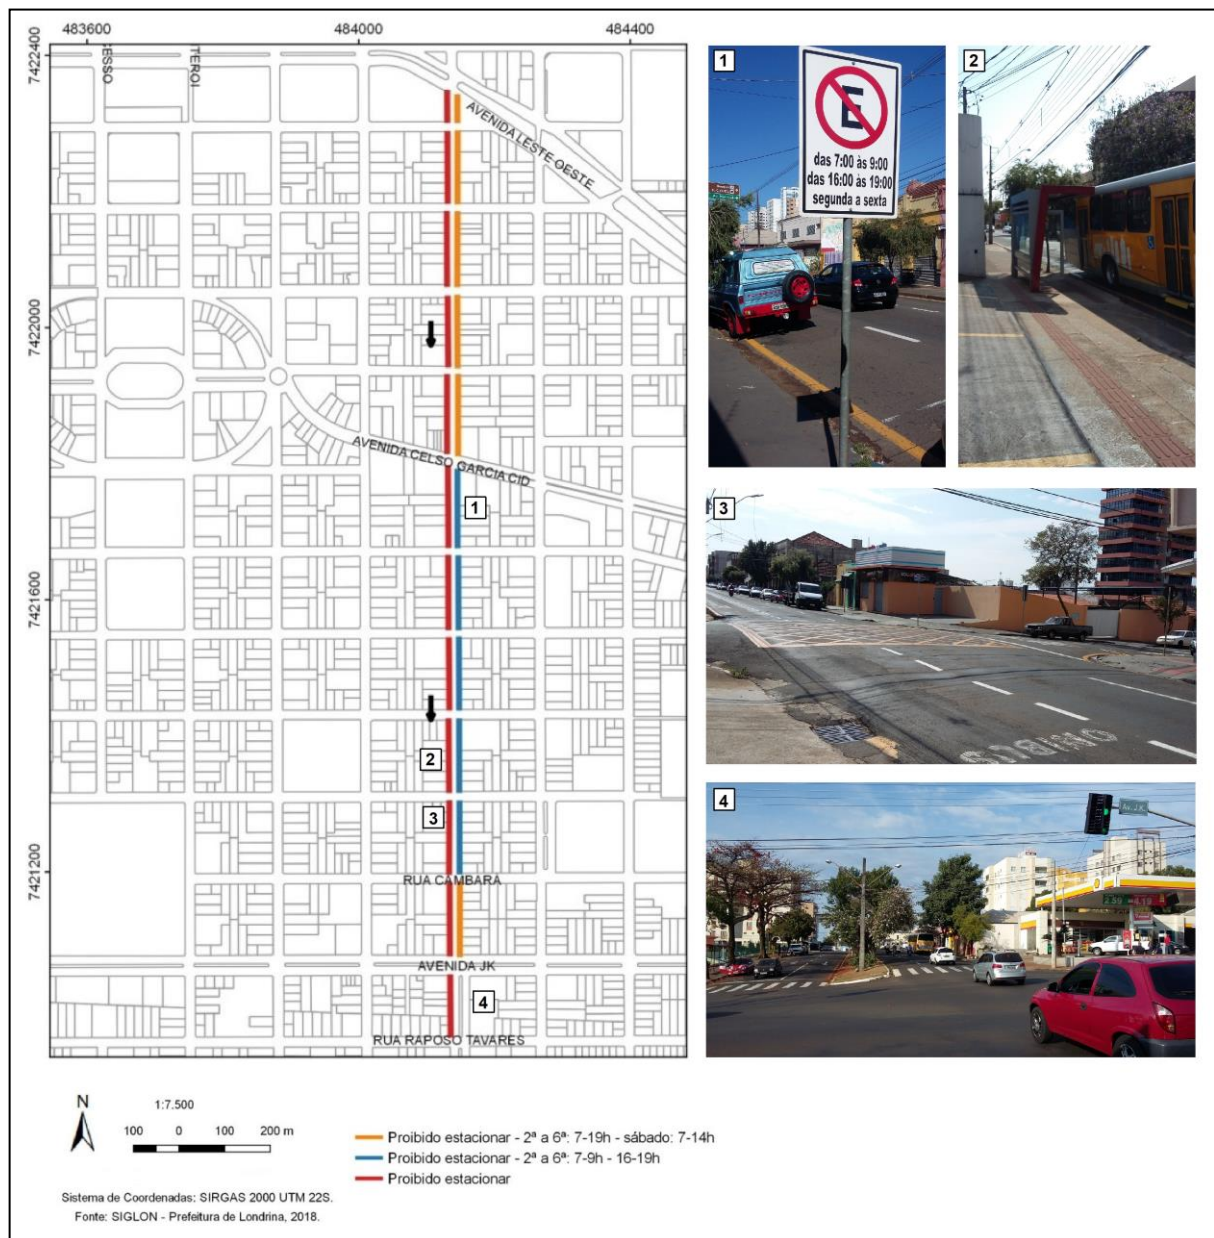 483600
484000
484400
7422400
7422000
7421600
7421200
ESSO
TEROI
AVENIDA LESTE OESTE
AVENIDA CELSO GARCIA CID
1
2
3
RUA CAMBARÁ
AVENIDA JK
4
RUA RAPOSO TAVARES
1
E
das 7:00 às 9:00
das 16:00 às 19:00
segunda a sexta
2
3
ÔNIBUS
4
Av. J.K.
2.59
4.19
N
1:7.500
100 0 100 200 m
Proibido estacionar - 2ª a 6ª: 7-19h - sábado: 7-14h
Proibido estacionar - 2ª a 6ª: 7-9h - 16-19h
Proibido estacionar
Sistema de Coordenadas: SIRGAS 2000 UTM 22S.
Fonte: SIGLON - Prefeitura de Londrina, 2018.